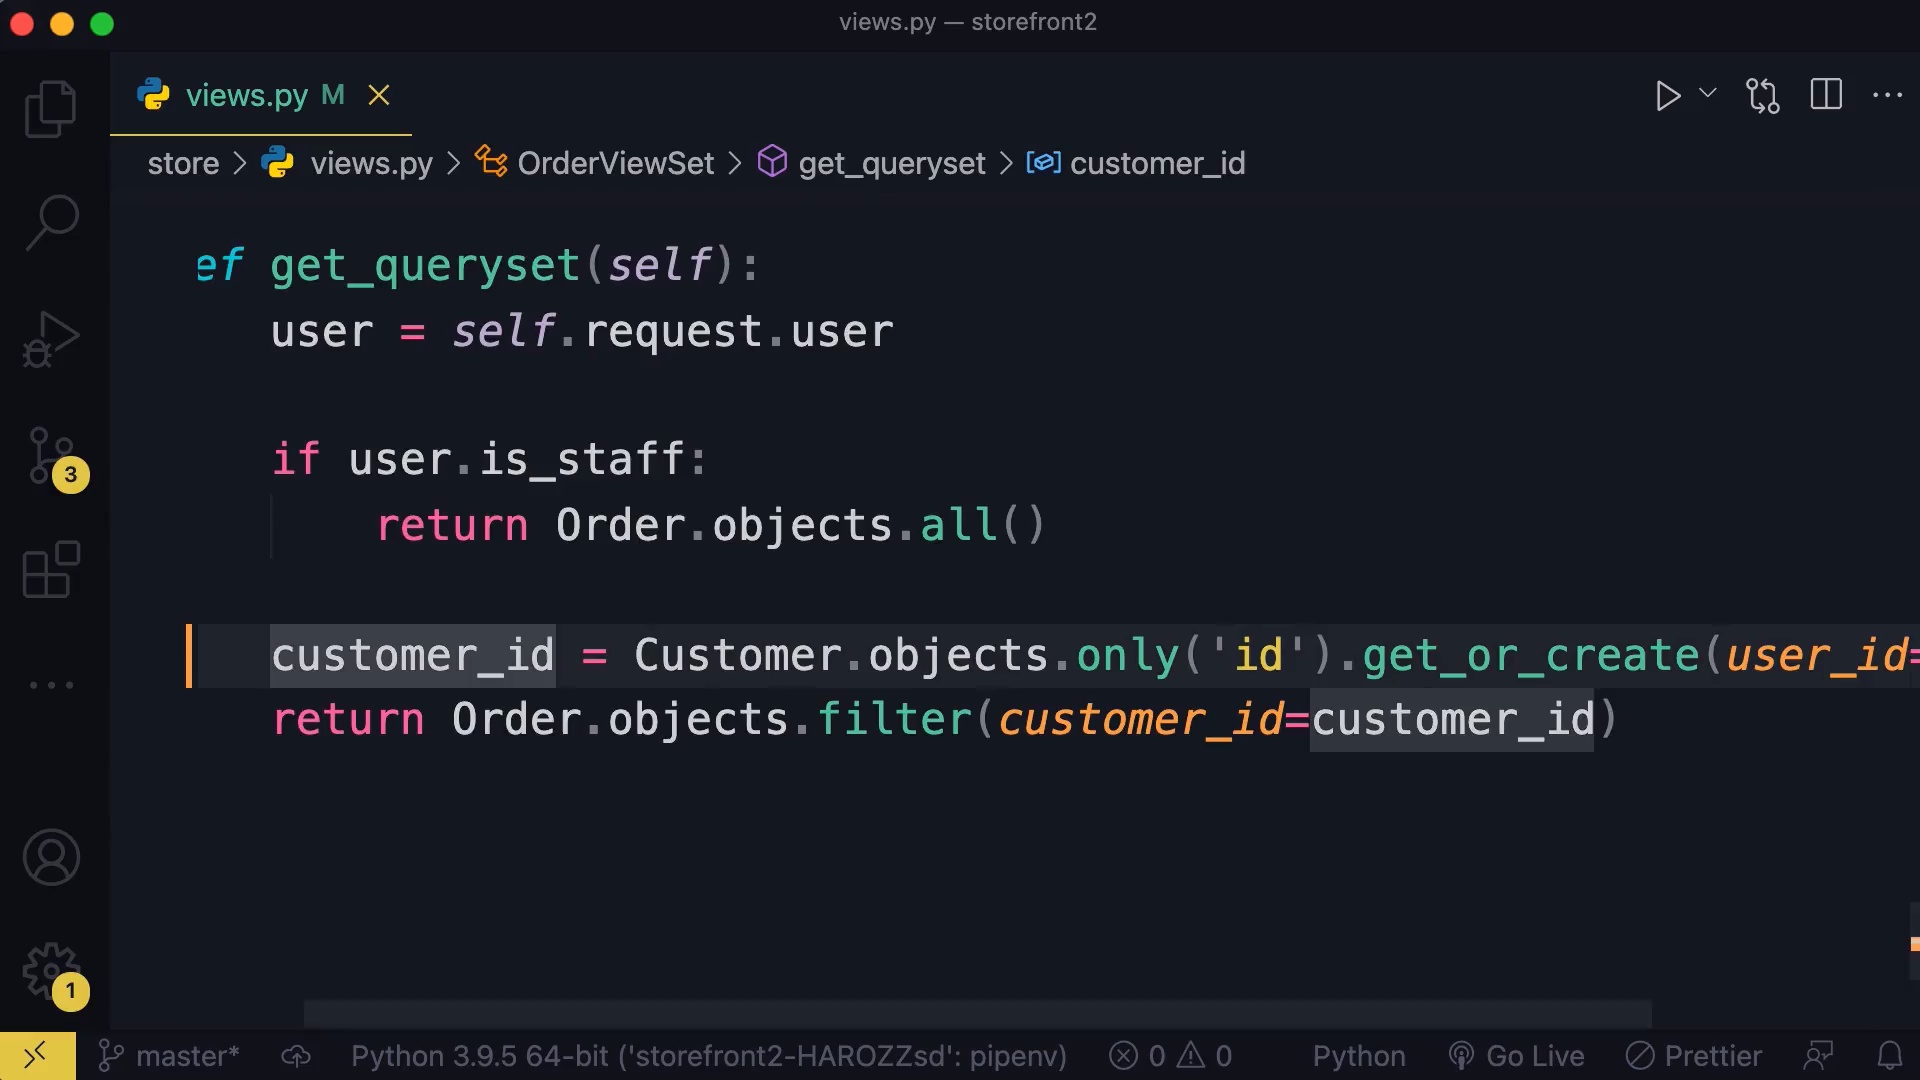 views.py — storefront2
views.py M
store > views.py > OrderViewSet > get_queryset > customer_id
ef get_queryset(self):
user = self.request.user
if user.is_staff:
return Order.objects.all()
customer_id = Customer.objects.only('id').get_or_create(user_id=
return Order.objects.filter(customer_id=customer_id)
3
1
master* Python 3.9.5 64-bit ('storefront2-HAROZZsd': pipenv) 0 0 Python Go Live Prettier